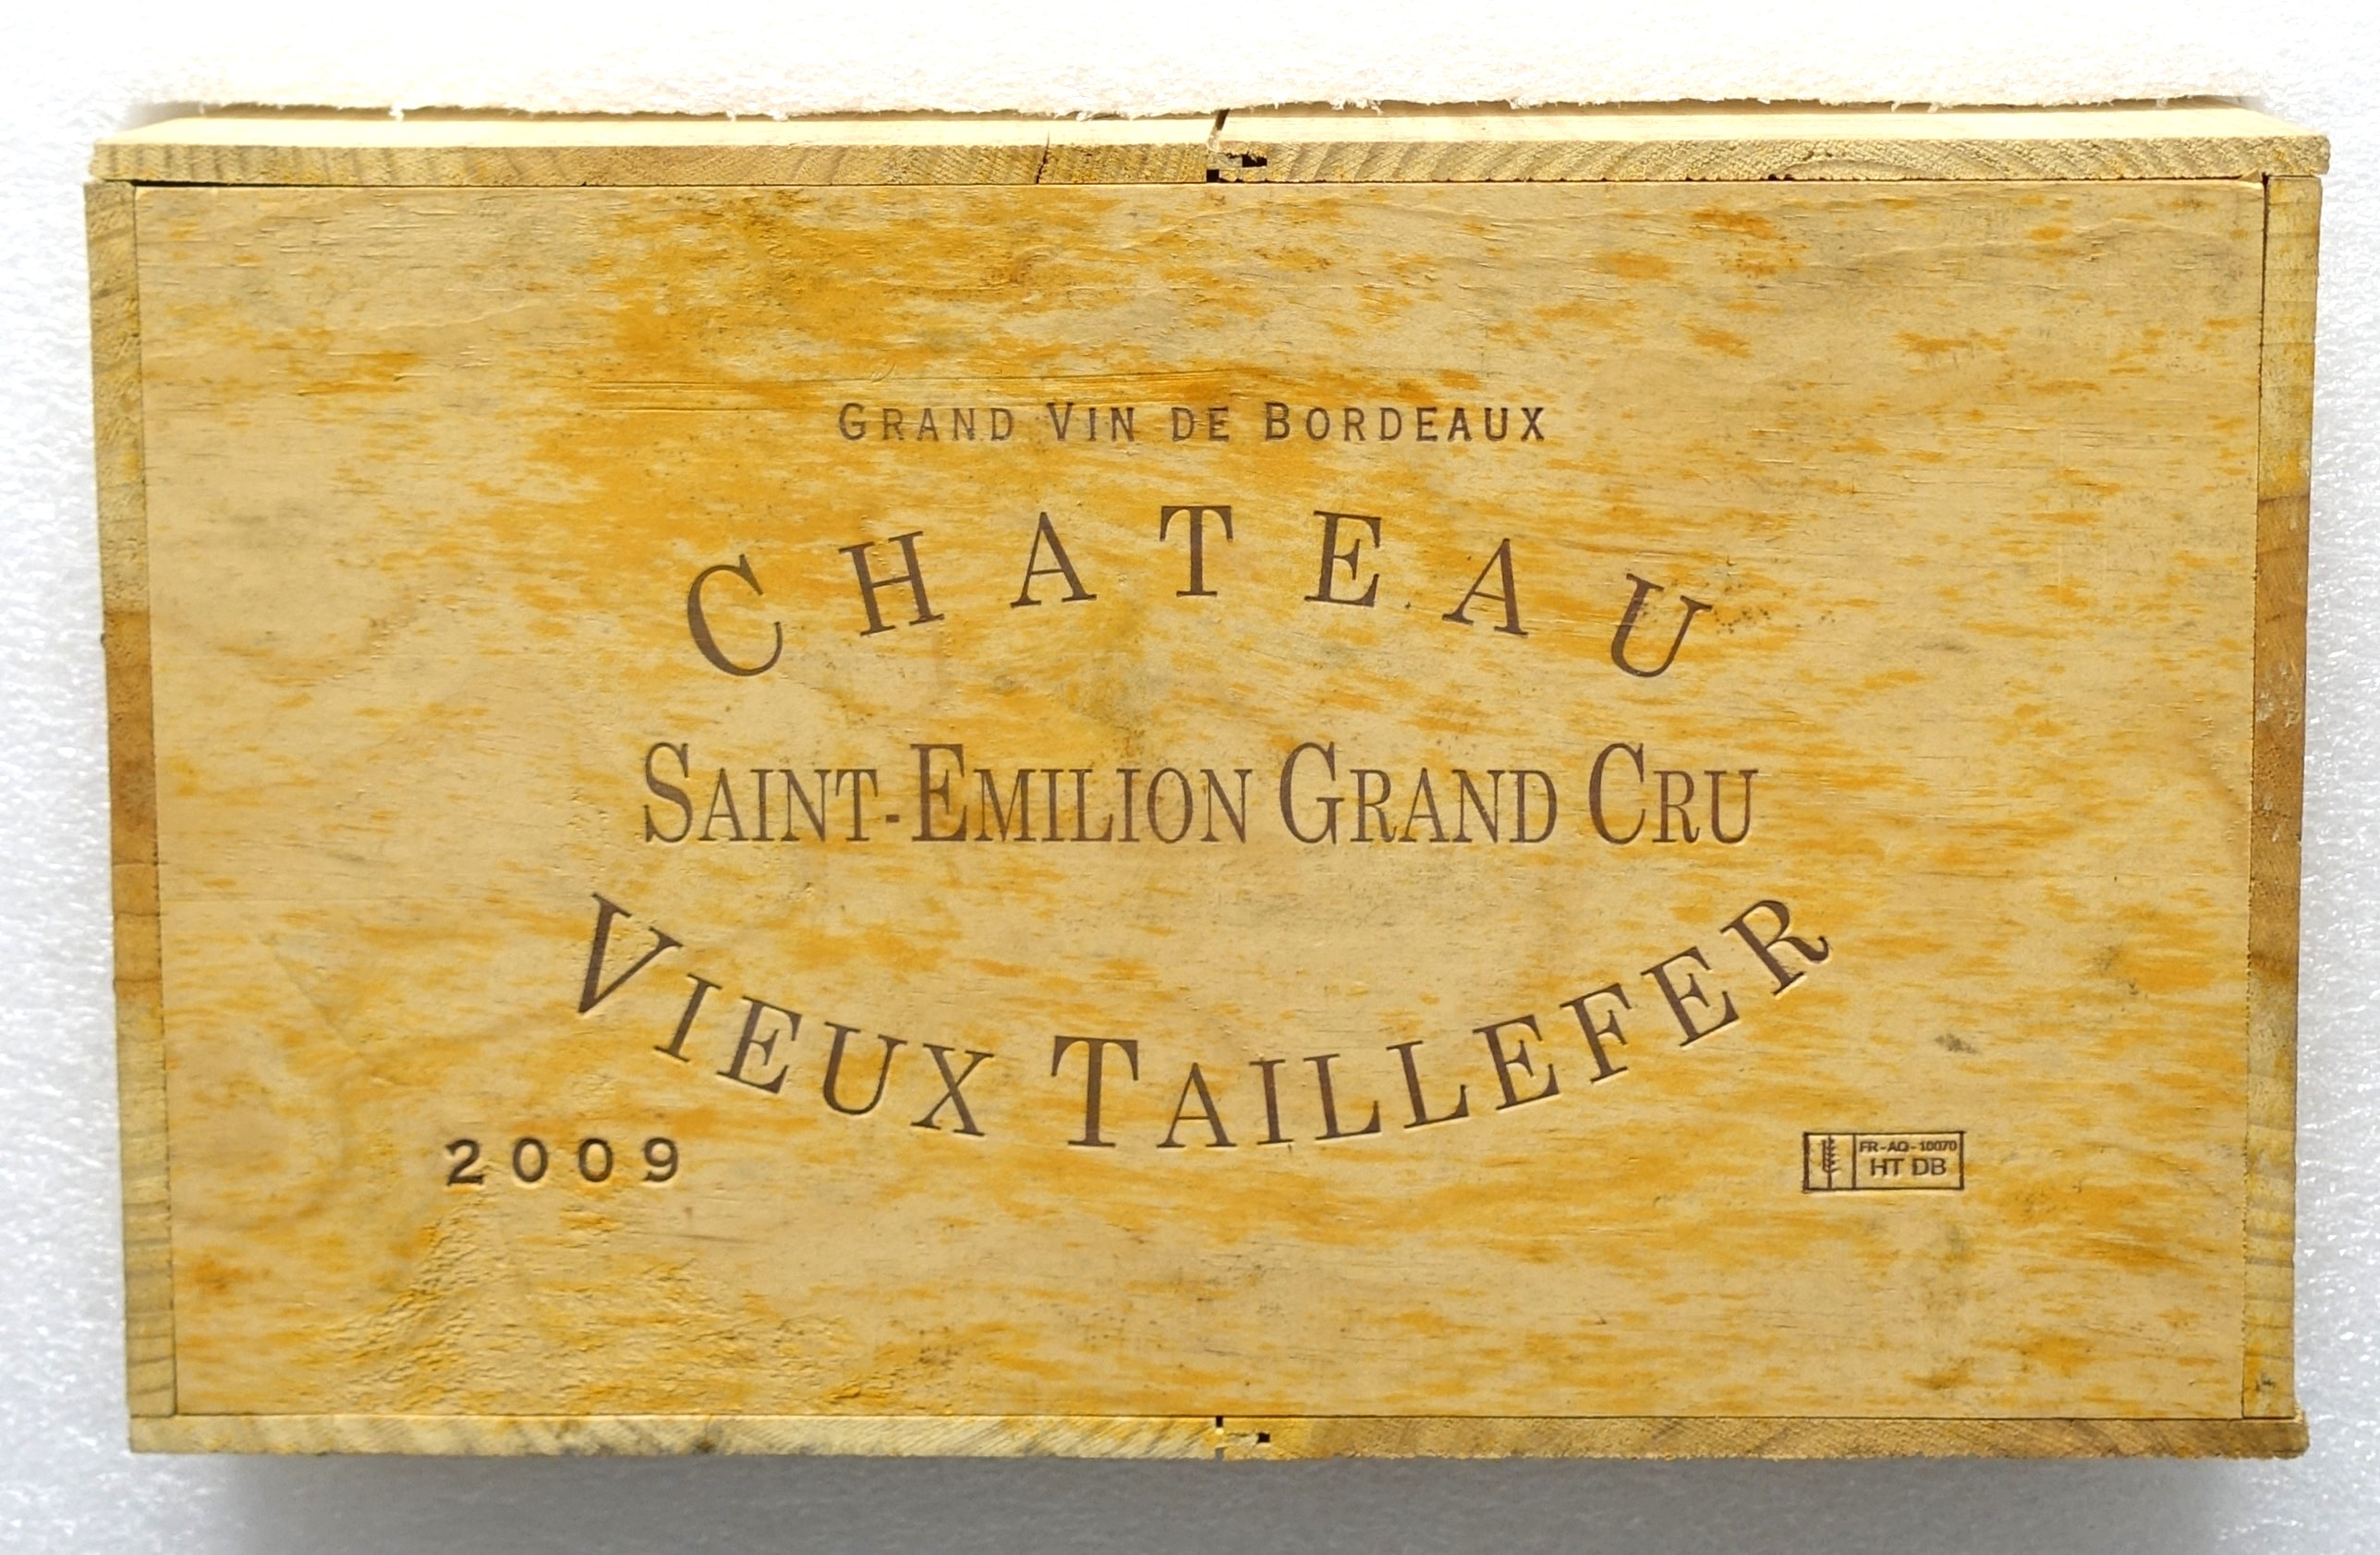 GRAND VIN DE BORDEAUX
CHATEAU
SAINT-EMILION GRAND CRU
VIEUX TAILLEFER
2009
FR-AQ-10070
HT DB